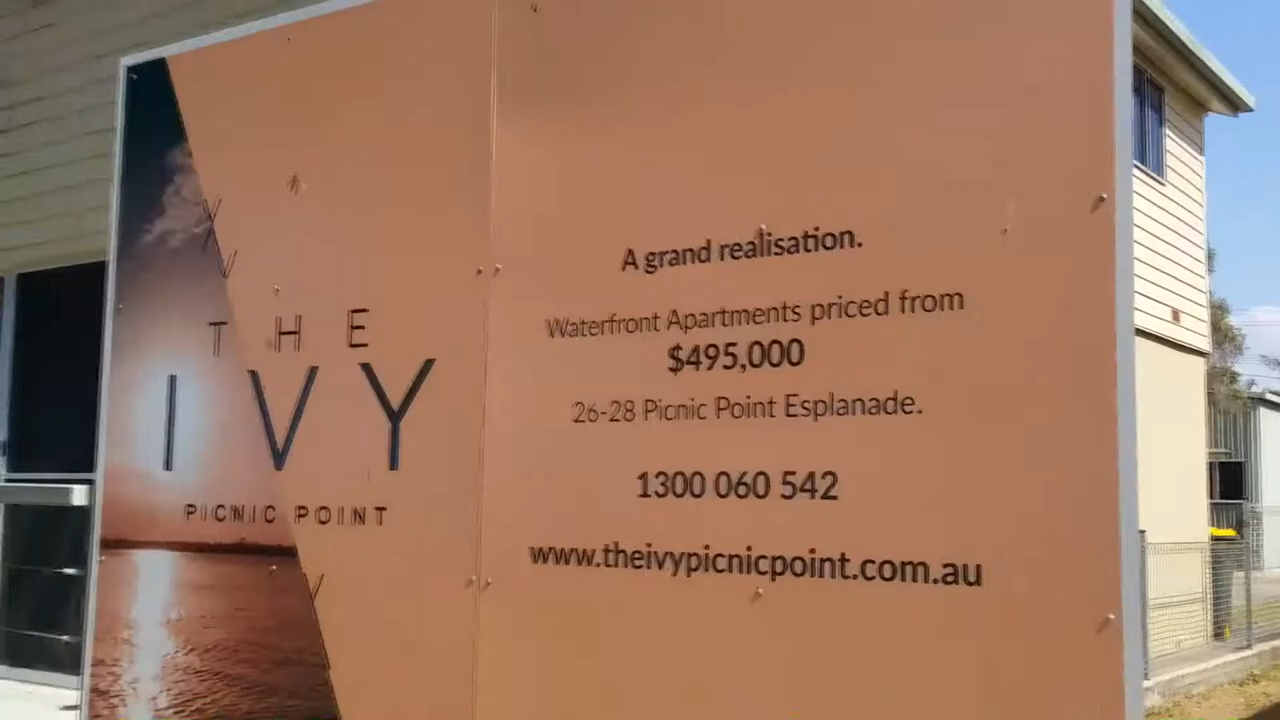 THE
IVY
PICNIC POINT
A grand realisation.
Waterfront Apartments priced from
$495,000
26-28 Picnic Point Esplanade.
1300 060 542
www.theivypicnicpoint.com.au